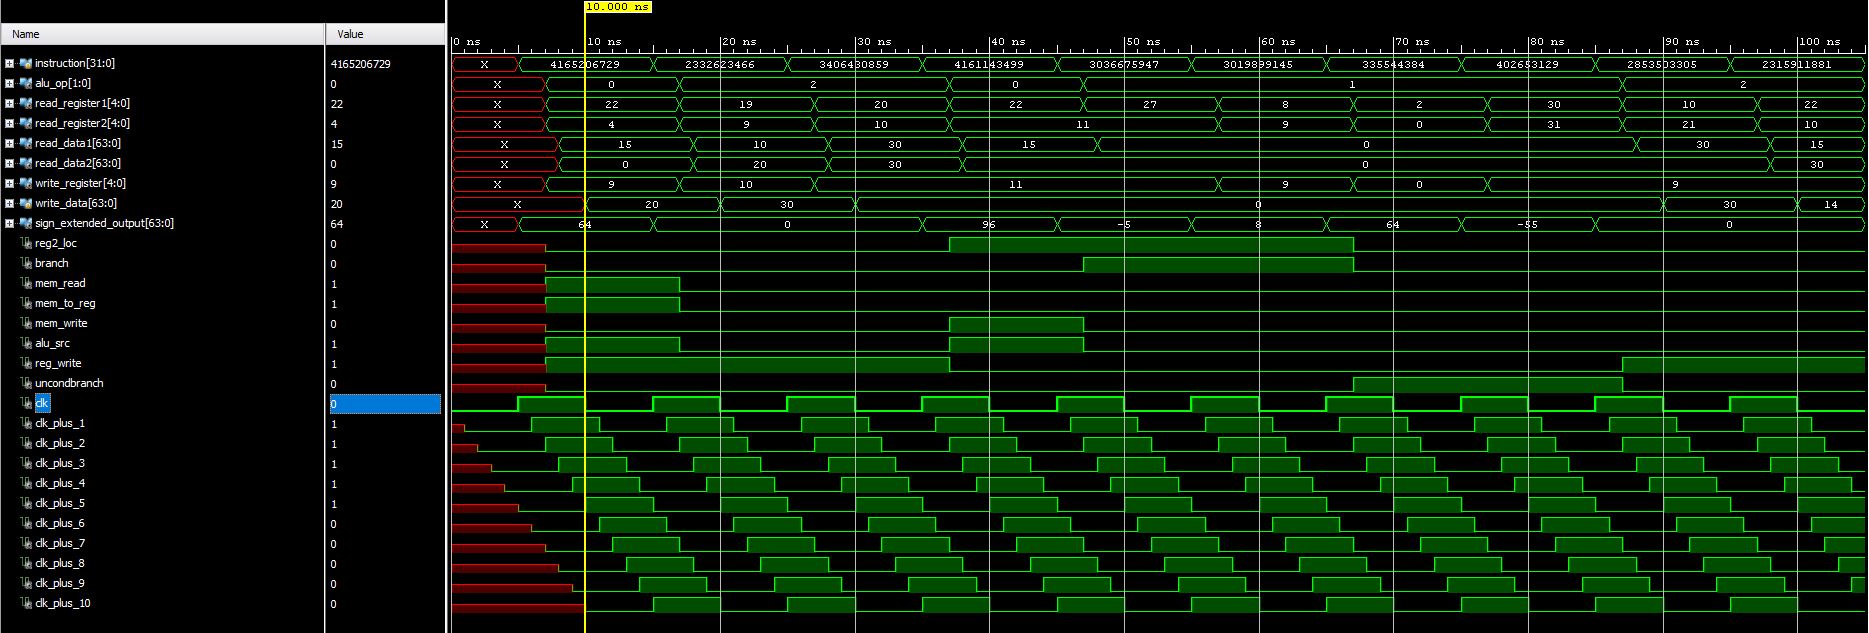 10.000 ns
Name Value
0 ns 10 ns 20 ns 30 ns 40 ns 50 ns 60 ns 70 ns 80 ns 90 ns 100 ns
instruction[31:0] 4165206729 X 4165206729 2332623466 3406430859 4161143499 3036675947 3019899145 335544384 402653129 2853503305 2315911881
alu_op[1:0] 0 X 0 2 0 1 2
read_register1[4:0] 22 X 22 19 20 22 27 8 2 30 10 22
read_register2[4:0] 4 X 4 9 10 11 9 0 31 21 10
read_data1[63:0] 15 X 15 10 30 15 0 30 15
read_data2[63:0] 0 X 0 20 30 0 30
write_register[4:0] 9 X 9 10 11 9 0 9
write_data[63:0] 20 X 20 30 0 30 14
sign_extended_output[63:0] 64 X 64 0 96 -5 8 64 -55 0
reg2_loc 0
branch 0
mem_read 1
mem_to_reg 1
mem_write 0
alu_src 1
reg_write 1
uncondbranch 0
clk 0
clk_plus_1 1
clk_plus_2 1
clk_plus_3 1
clk_plus_4 1
clk_plus_5 1
clk_plus_6 0
clk_plus_7 0
clk_plus_8 0
clk_plus_9 0
clk_plus_10 0